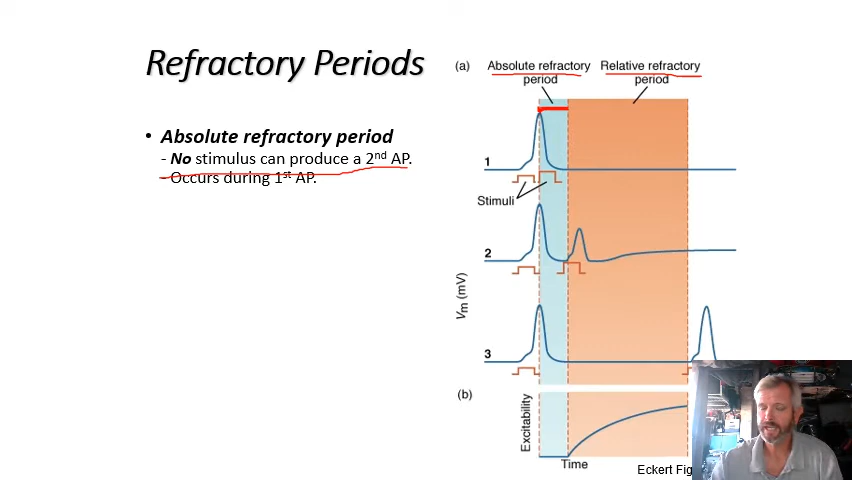 Refractory Periods
• Absolute refractory period
- No stimulus can produce a 2nd AP.
- Occurs during 1st AP.
(a)
Absolute refractory period
Relative refractory period
1
Stimuli
2
Vm (mV)
3
(b)
Excitability
Time
Eckert Fig